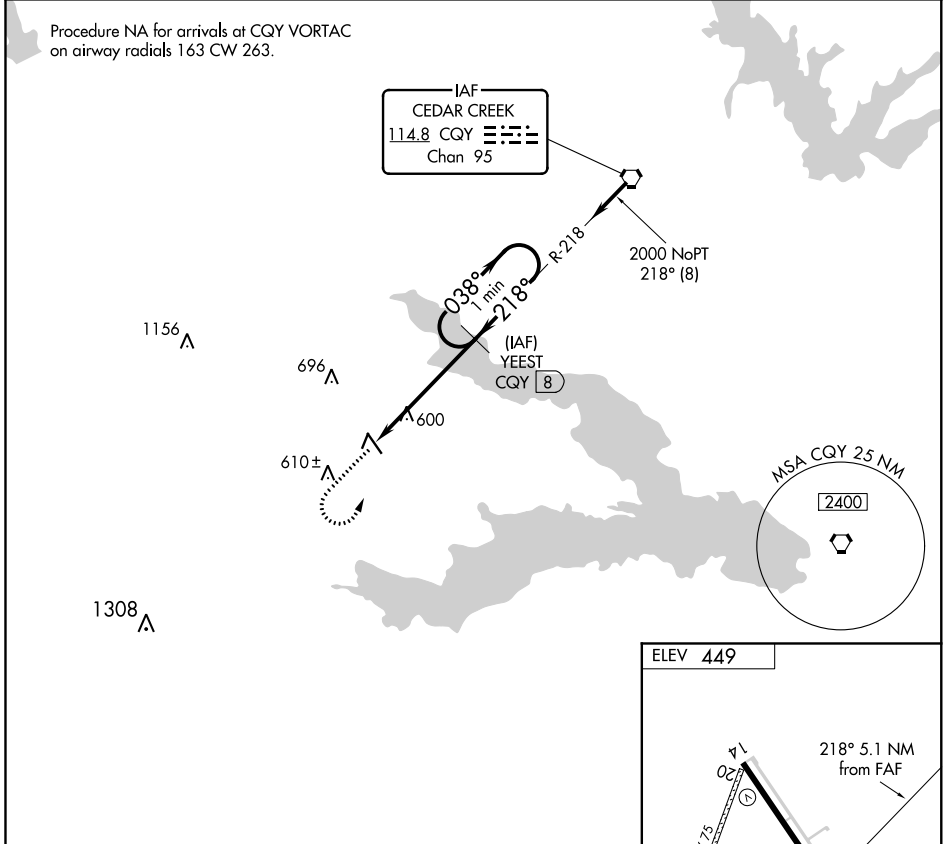 Procedure NA for arrivals at CQY VORTAC
on airway radials 163 CW 263.
IAF
CEDAR CREEK
114.8 CQY
Chan 95
R-218
2000 NoPT
218° (8)
038°
1 min
218°
(IAF)
YEEST
CQY 8
1156
696
600
610±
MSA CQY 25 NM
2400
1308
ELEV 449
14
20
218° 5.1 NM
from FAF
V